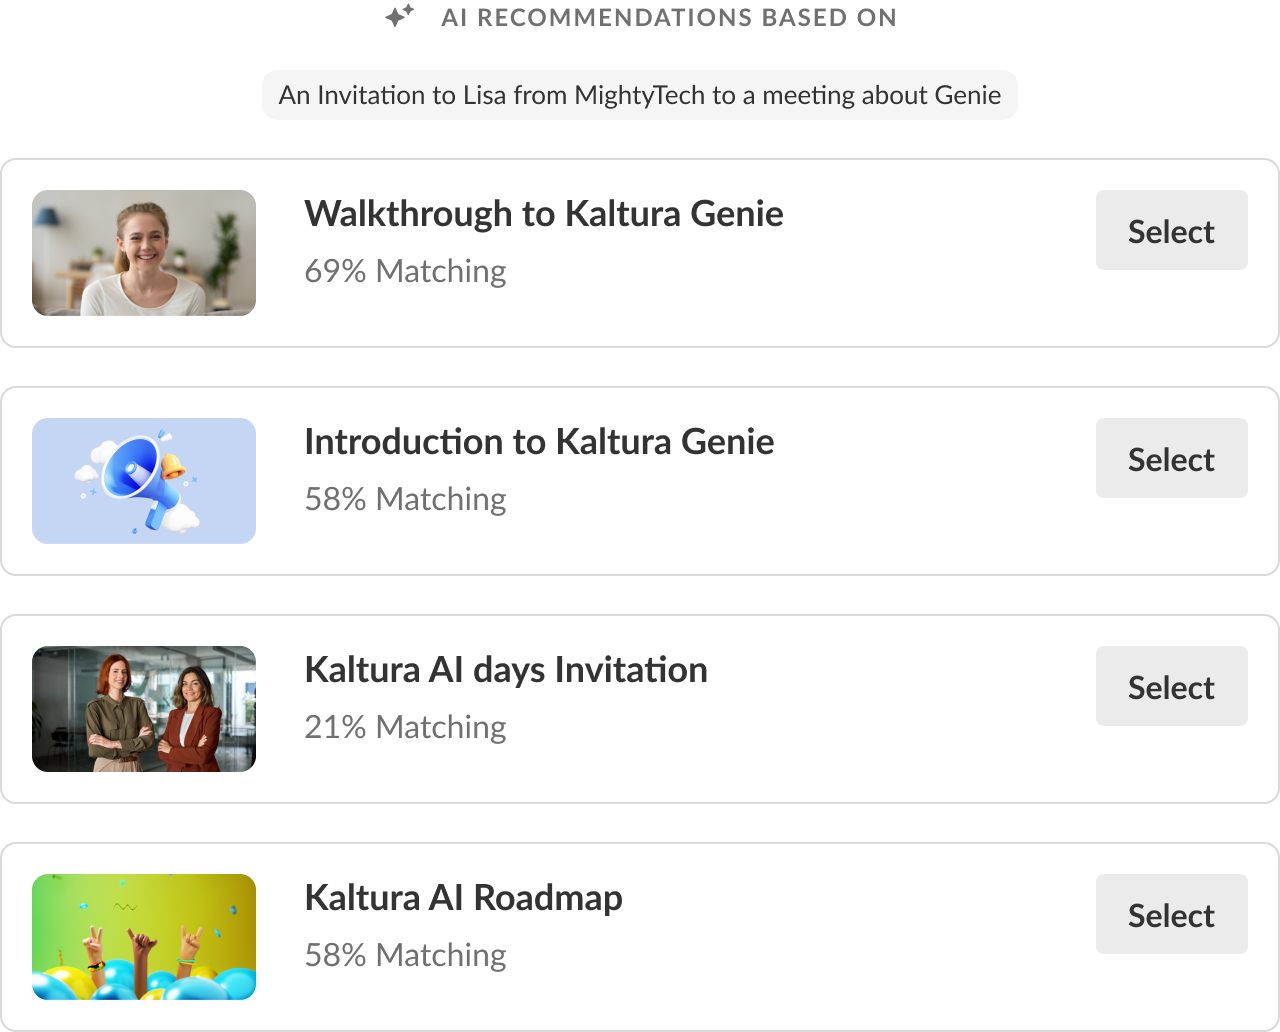 AI RECOMMENDATIONS BASED ON
An Invitation to Lisa from MightyTech to a meeting about Genie
Walkthrough to Kaltura Genie
Select
69% Matching
Introduction to Kaltura Genie
Select
58% Matching
Kaltura AI days Invitation
Select
21% Matching
Kaltura AI Roadmap
Select
58% Matching